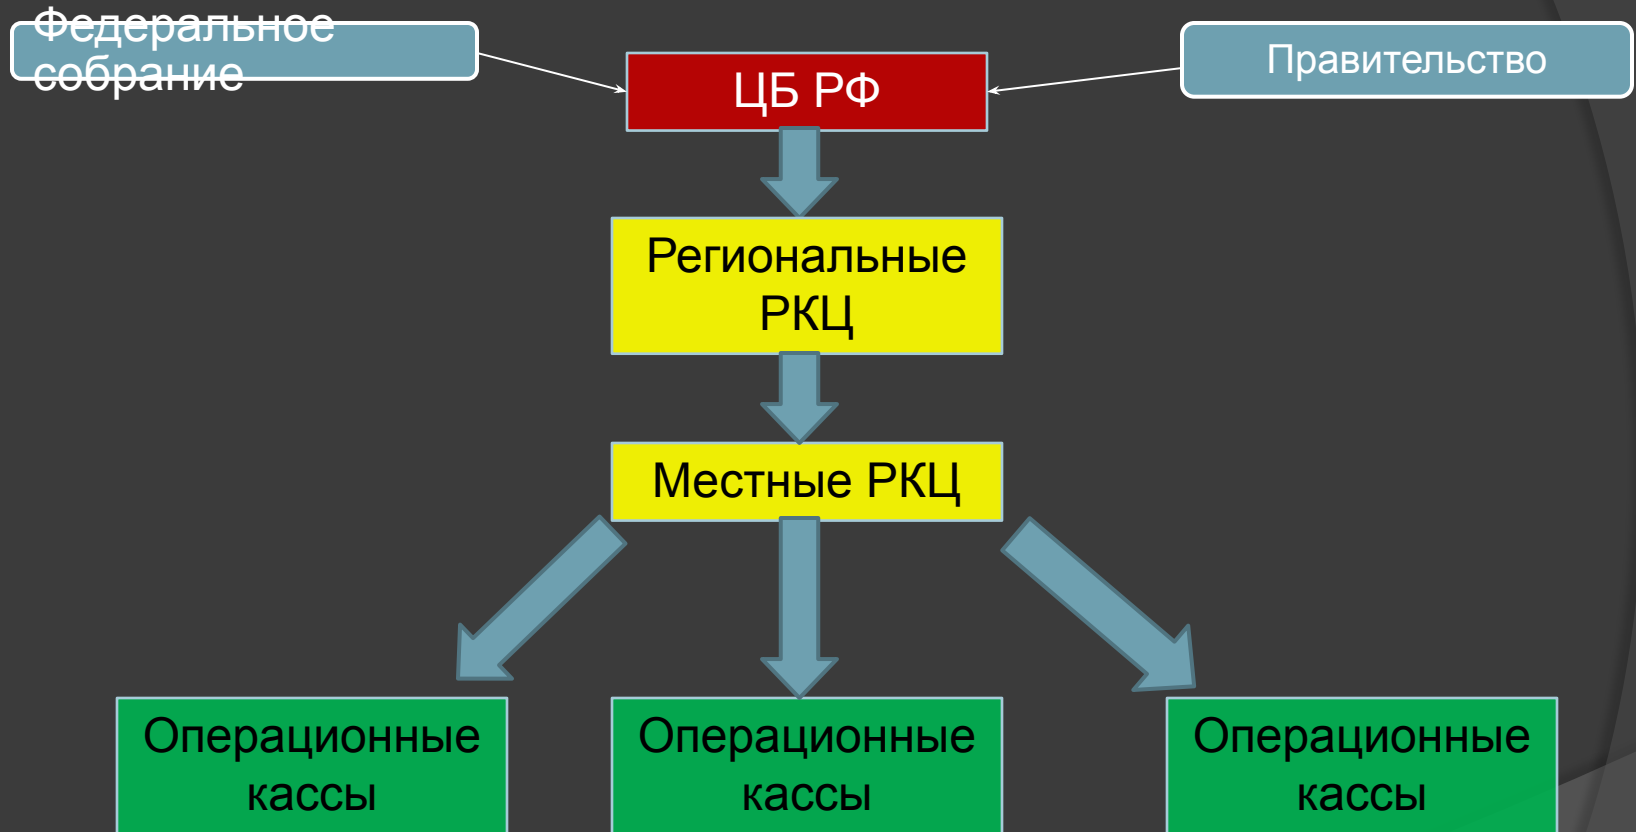 Федеральное
собрание
ЦБ РФ
Правительство
Региональные
РКЦ
Местные РКЦ
Операционные
кассы
Операционные
кассы
Операционные
кассы